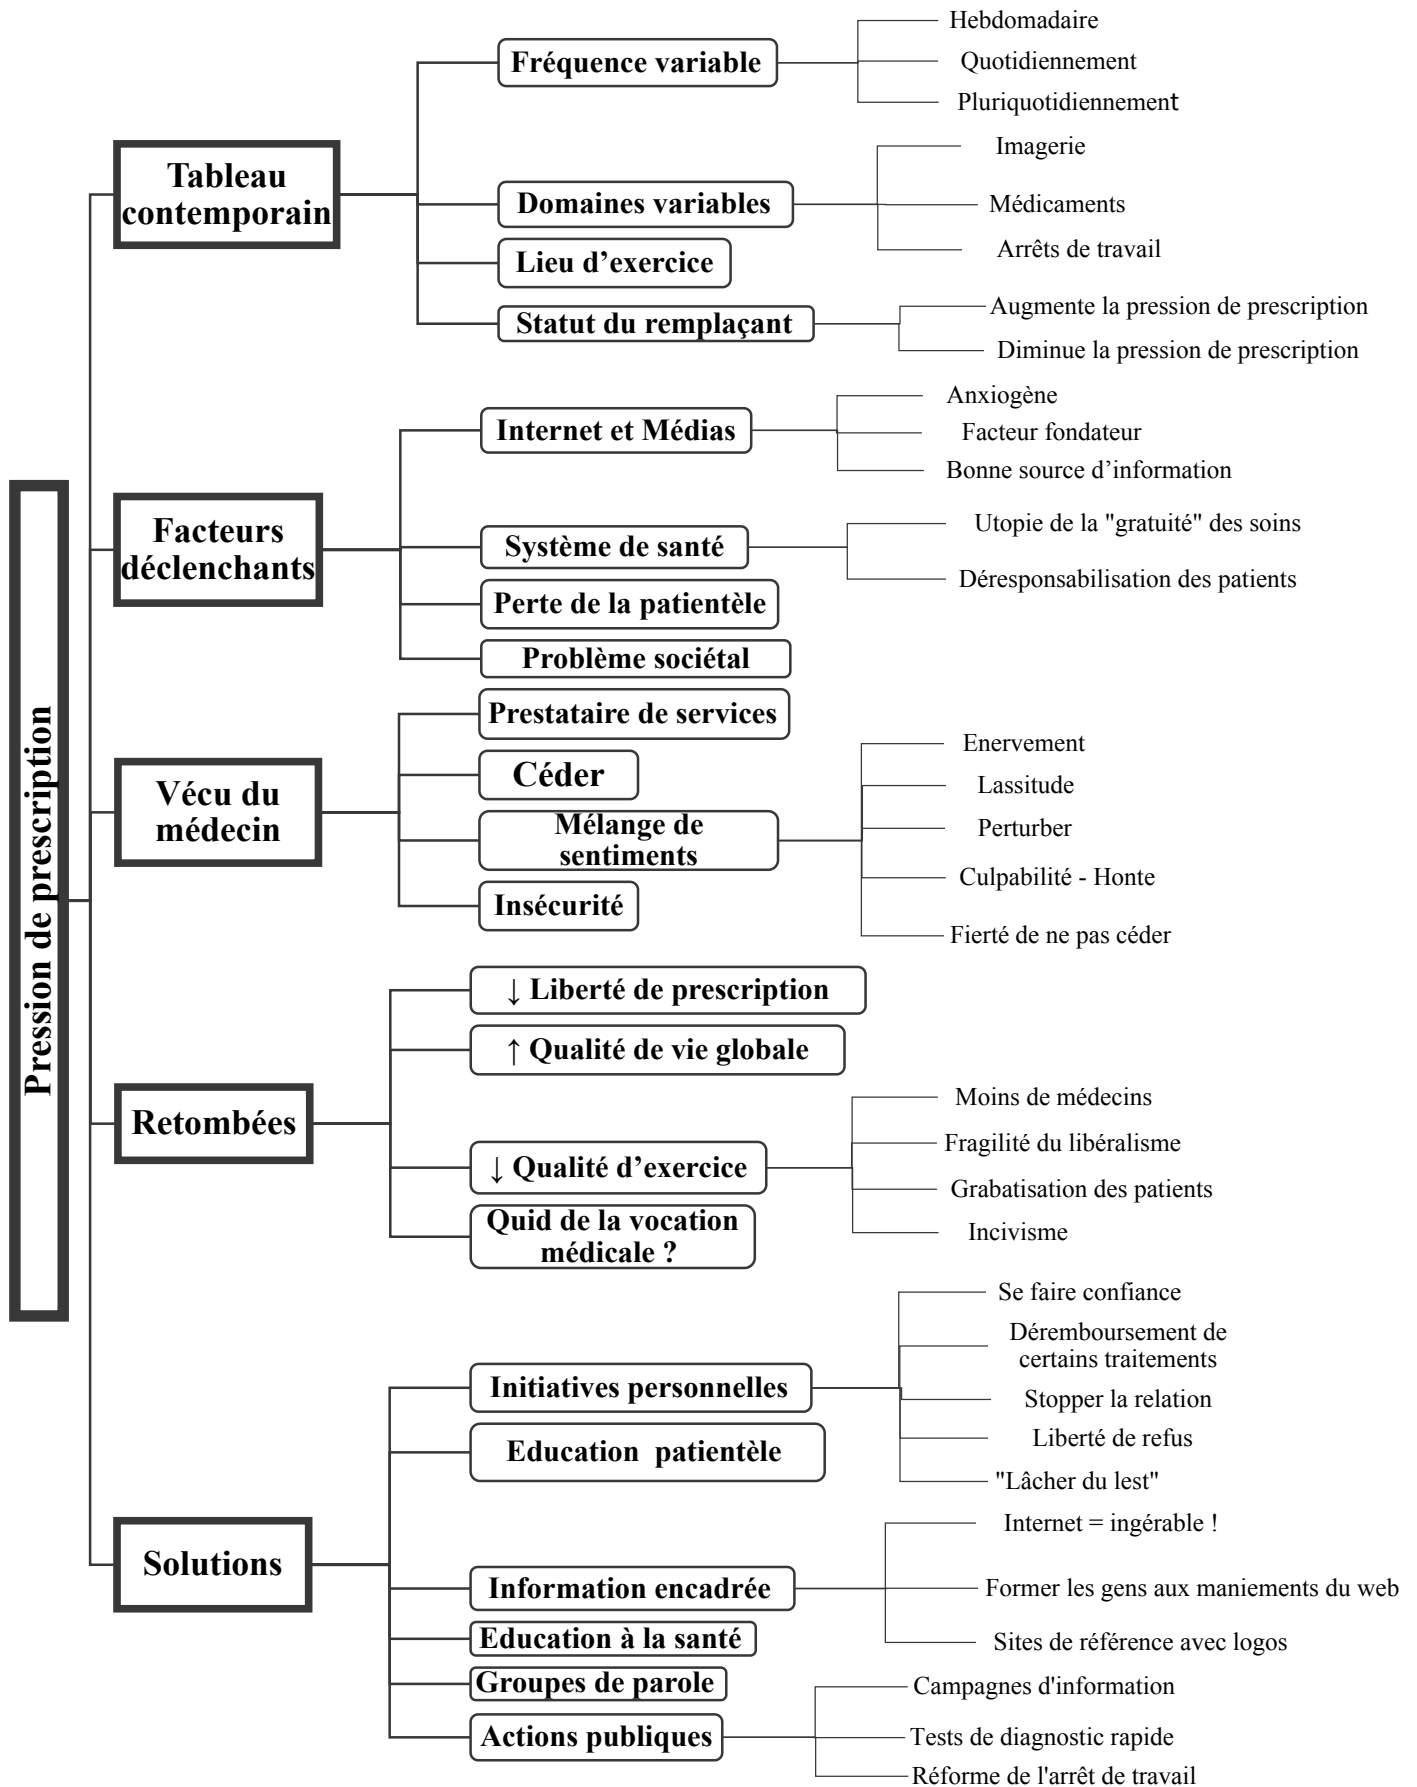 Pression de prescription
Tableau
contemporain
Fréquence variable
Hebdomadaire
Quotidiennement
Pluriquotidiennement
Domaines variables
Imagerie
Médicaments
Arrêts de travail
Lieu d’exercice
Statut du remplaçant
Augmente la pression de prescription
Diminue la pression de prescription
Facteurs
déclenchants
Internet et Médias
Anxiogène
Facteur fondateur
Bonne source d’information
Système de santé
Utopie de la "gratuité" des soins
Déresponsabilisation des patients
Perte de la patientèle
Problème sociétal
Vécu du
médecin
Prestataire de services
Céder
Mélange de
sentiments
Enervement
Lassitude
Perturber
Culpabilité - Honte
Fierté de ne pas céder
Insécurité
Retombées
↓ Liberté de prescription
↑ Qualité de vie globale
↓ Qualité d’exercice
Moins de médecins
Fragilité du libéralisme
Grabatisation des patients
Incivisme
Quid de la vocation
médicale ?
Solutions
Initiatives personnelles
Se faire confiance
Déremboursement de
certains traitements
Stopper la relation
Liberté de refus
"Lâcher du lest"
Education patientèle
Information encadrée
Internet = ingérable !
Former les gens aux maniements du web
Sites de référence avec logos
Education à la santé
Groupes de parole
Actions publiques
Campagnes d'information
Tests de diagnostic rapide
Réforme de l'arrêt de travail